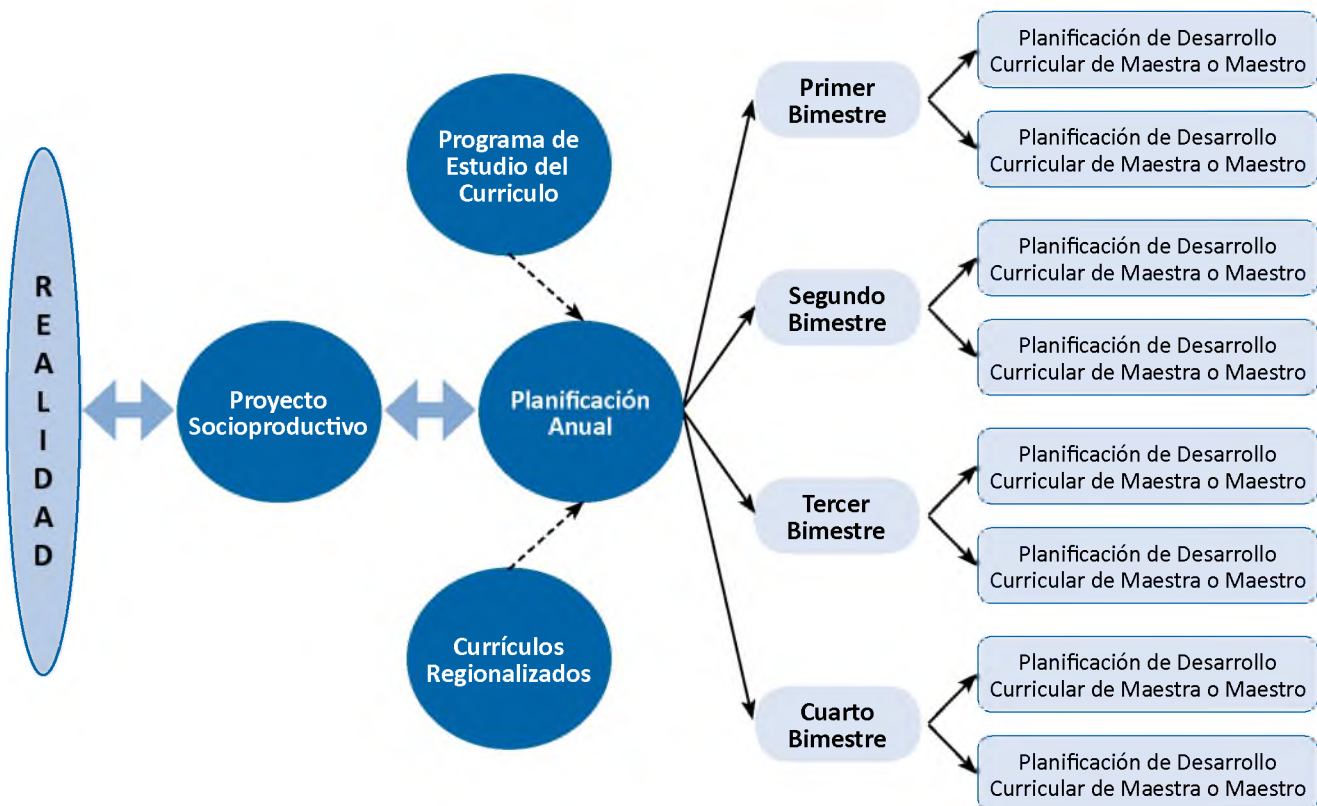 REALIDAD
Proyecto
Socioproductivo
Programa de
Estudio del
Curriculo
Planificación
Anual
Currículos
Regionalizados
Primer
Bimestre
Planificación de Desarrollo
Curricular de Maestra o Maestro
Planificación de Desarrollo
Curricular de Maestra o Maestro
Segundo
Bimestre
Planificación de Desarrollo
Curricular de Maestra o Maestro
Planificación de Desarrollo
Curricular de Maestra o Maestro
Tercer
Bimestre
Planificación de Desarrollo
Curricular de Maestra o Maestro
Planificación de Desarrollo
Curricular de Maestra o Maestro
Cuarto
Bimestre
Planificación de Desarrollo
Curricular de Maestra o Maestro
Planificación de Desarrollo
Curricular de Maestra o Maestro